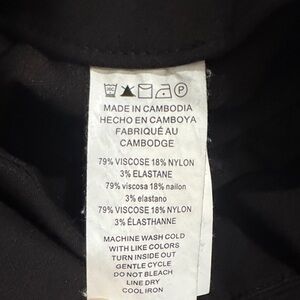 MADE IN CAMBODIA
HECHO EN CAMBOYA
FABRIQUÉ AU
CAMBODGE
79% VISCOSE 18% NYLON
3% ELASTANE
79% viscosa 18% nailon
3% elastano
79% VISCOSE 18% NYLON
3% ÉLASTHANNE
MACHINE WASH COLD
WITH LIKE COLORS
TURN INSIDE OUT
GENTLE CYCLE
DO NOT BLEACH
LINE DRY
COOL IRON